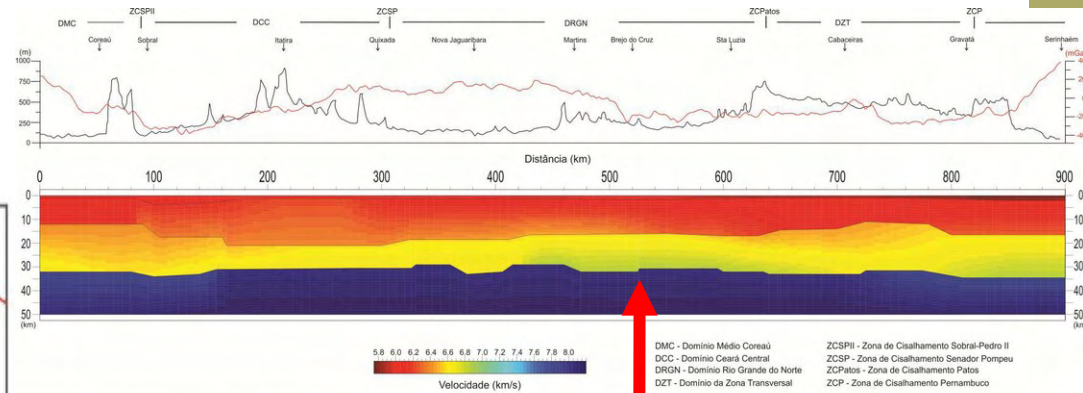 ZCSPII ZCSP ZCPatos ZCP
DMC DCC DRGN DZT
Coreaú Sobral Itatira Quixada Nova Jaguaribara Martins Brejo do Cruz Sta Luzia Cabaceiras Gravatá Serinhaém
(m) (mGal)
1000
750
500
250
0
Distância (km)
0 100 200 300 400 500 600 700 800 900
0 0
10 10
20 20
30 30
40 40
50 50
(km)
5.8 6.0 6.2 6.4 6.6 6.8 7.0 7.2 7.4 7.6 7.8 8.0
Velocidade (km/s)
DMC - Domínio Médio Coreaú
DCC - Domínio Ceará Central
DRGN - Domínio Rio Grande do Norte
DZT - Domínio da Zona Transversal
ZCSPII - Zona de Cisalhamento Sobral-Pedro II
ZCSP - Zona de Cisalhamento Senador Pompeu
ZCPatos - Zona de Cisalhamento Patos
ZCP - Zona de Cisalhamento Pernambuco